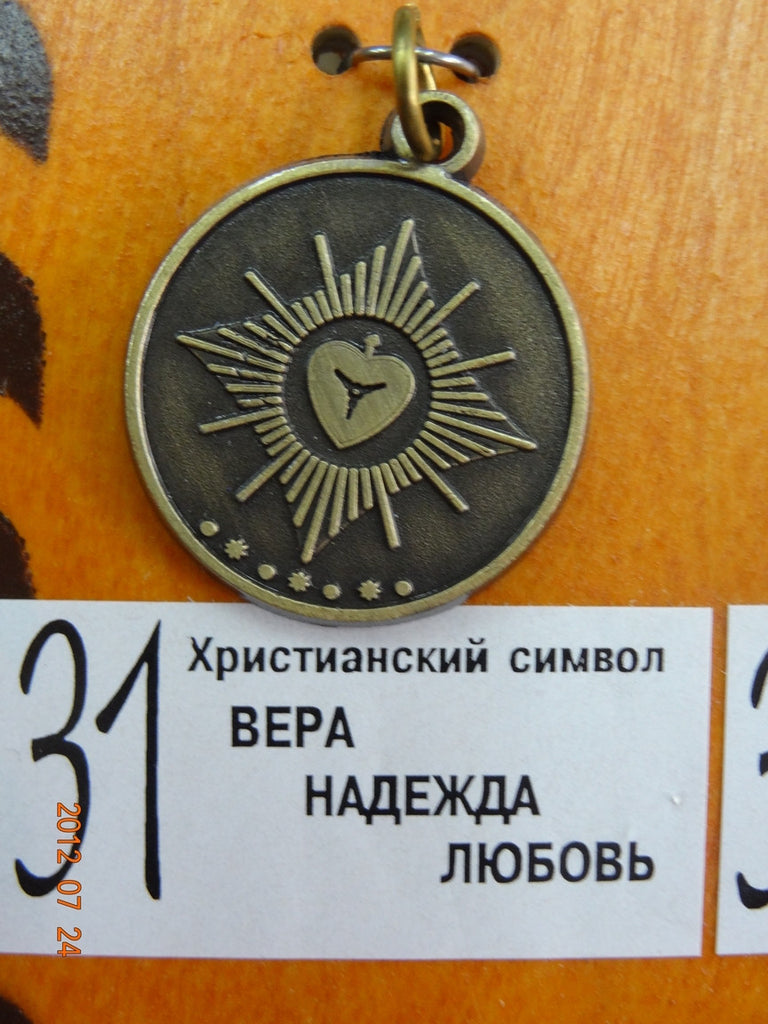 31
Христианский символ
ВЕРА
НАДЕЖДА
ЛЮБОВЬ
2012 07 24